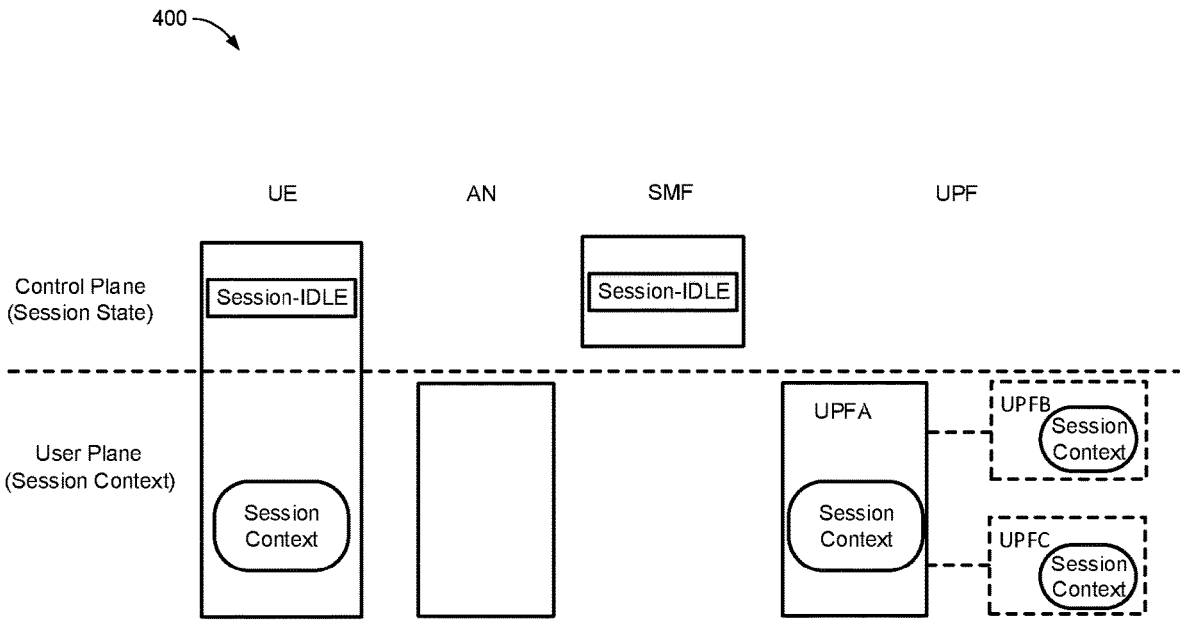 400
UE
AN
SMF
UPF
Control Plane
(Session State)
Session-IDLE
Session-IDLE
User Plane
(Session Context)
Session
Context
UPFA
Session
Context
UPFB
Session
Context
UPFC
Session
Context